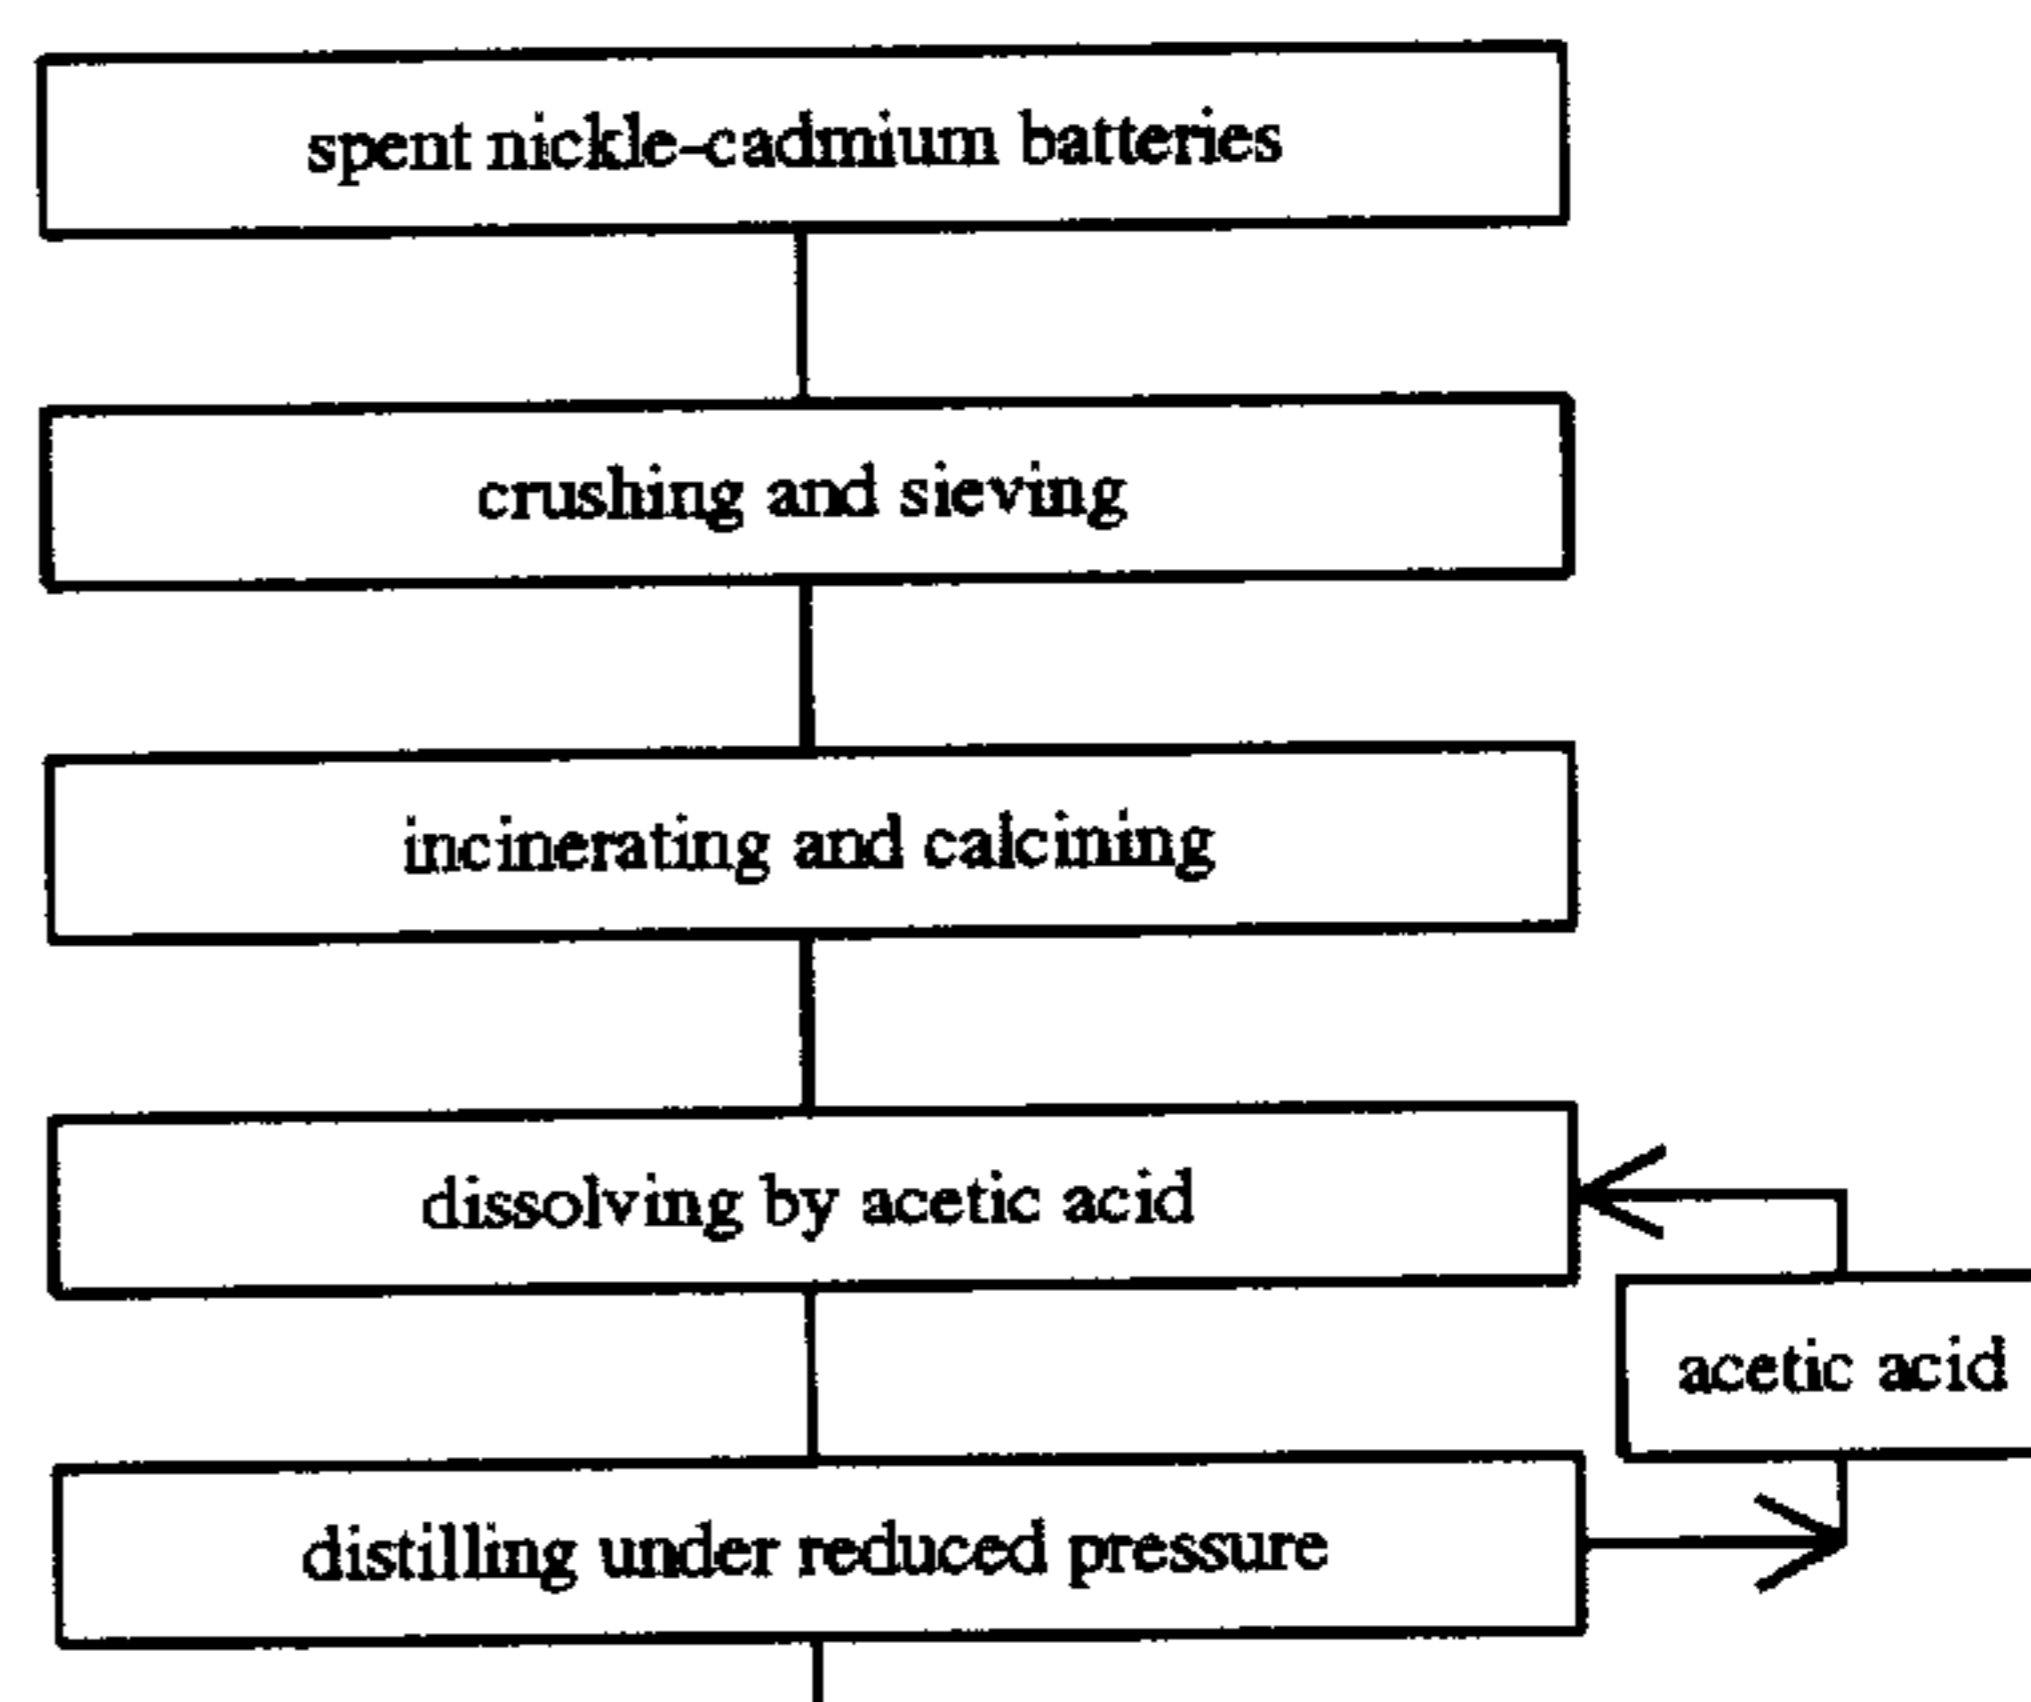 spent nickle-cadmium batteries
crushing and sieving
incinerating and calcining
dissolving by acetic acid
acetic acid
distilling under reduced pressure